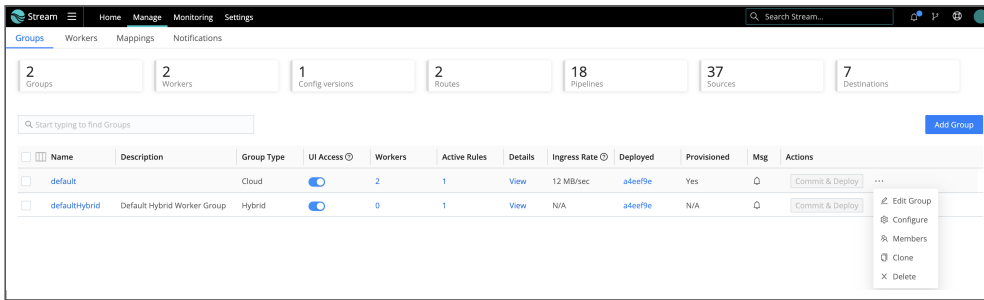 Stream Home Manage Monitoring Settings Search Stream...
Groups Workers Mappings Notifications
2 2 1 2 18 37 7
Groups Workers Config versions Routes Pipelines Sources Destinations
Start typing to find Groups Add Group
Name Description Group Type UI Access Workers Active Rules Details Ingress Rate Deployed Provisioned Msg Actions
default Cloud 2 1 View 12 MB/sec a4eef9e Yes Commit & Deploy ...
defaultHybrid Default Hybrid Worker Group Hybrid 0 1 View N/A a4eef9e N/A Commit & Deploy
Edit Group
Configure
Members
Clone
Delete